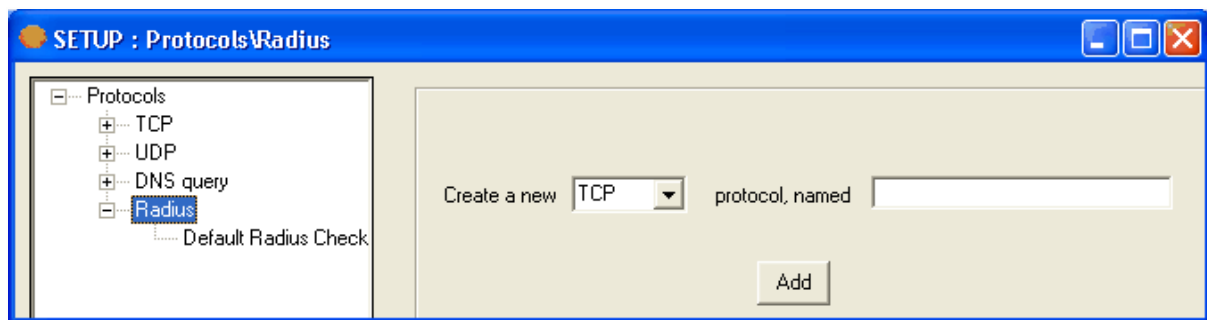 SETUP : Protocols\Radius
Protocols
TCP
UDP
DNS query
Radius
Default Radius Check
Create a new TCP protocol, named
Add